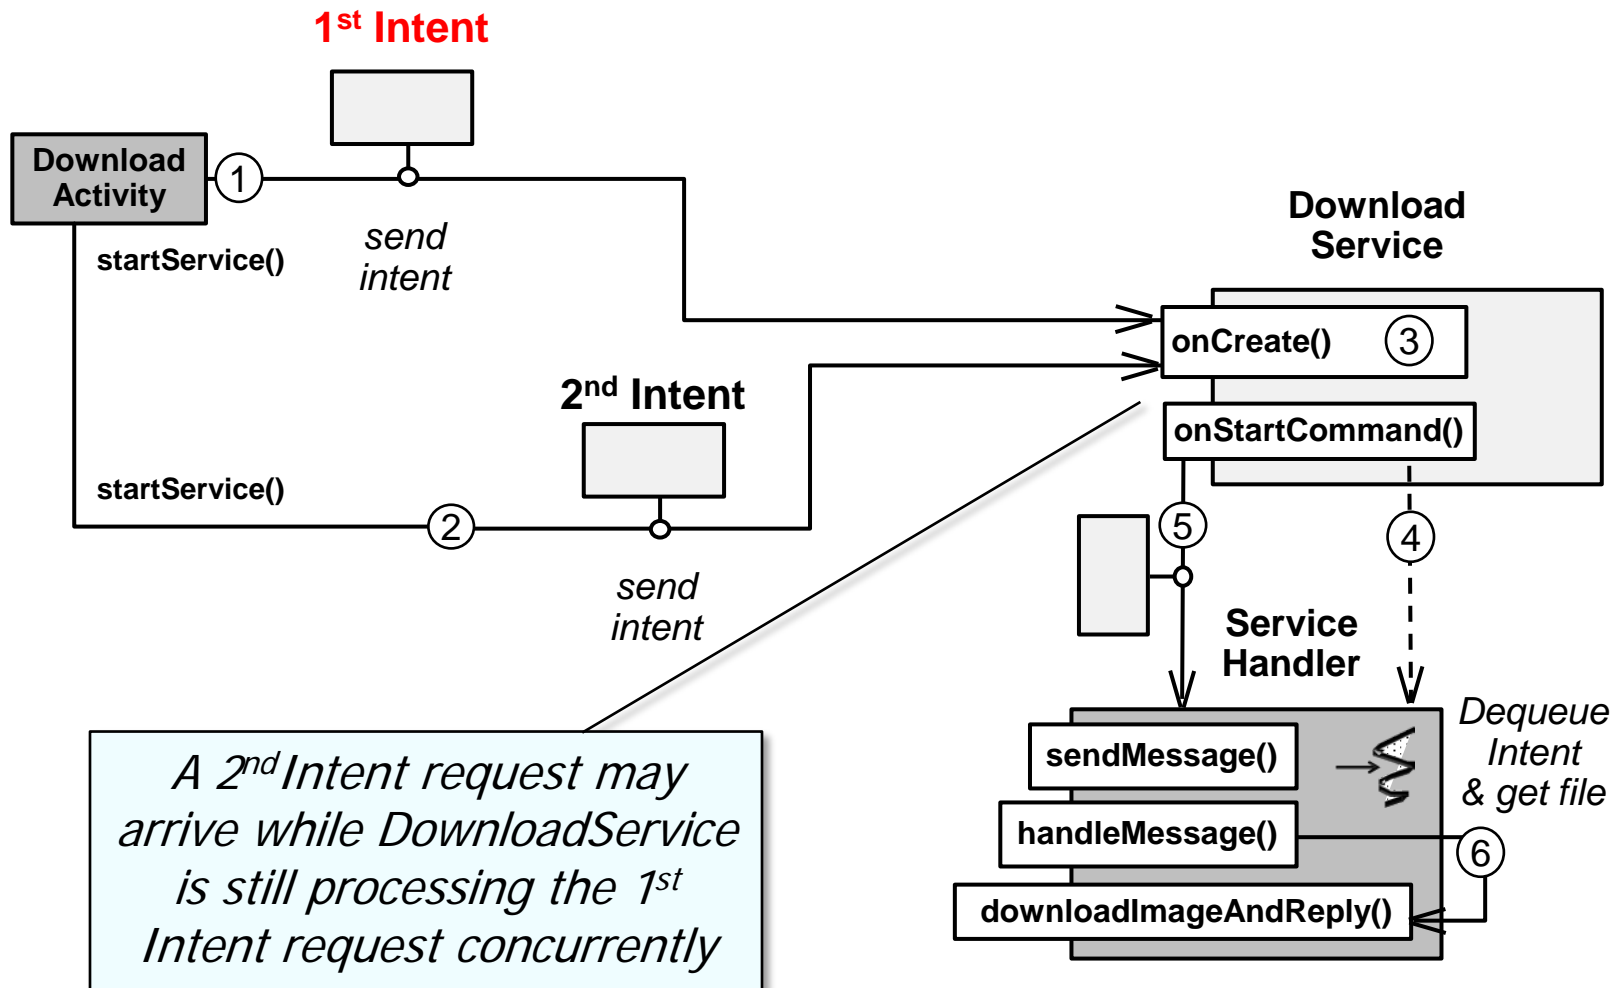 1st Intent
Download
Activity
1
send
intent
startService()
Download
Service
onCreate()
3
2nd Intent
onStartCommand()
startService()
2
5
4
send
intent
Service
Handler
Dequeue
Intent
& get file
sendMessage()
handleMessage()
6
downloadImageAndReply()
A 2nd Intent request may
arrive while DownloadService
is still processing the 1st
Intent request concurrently